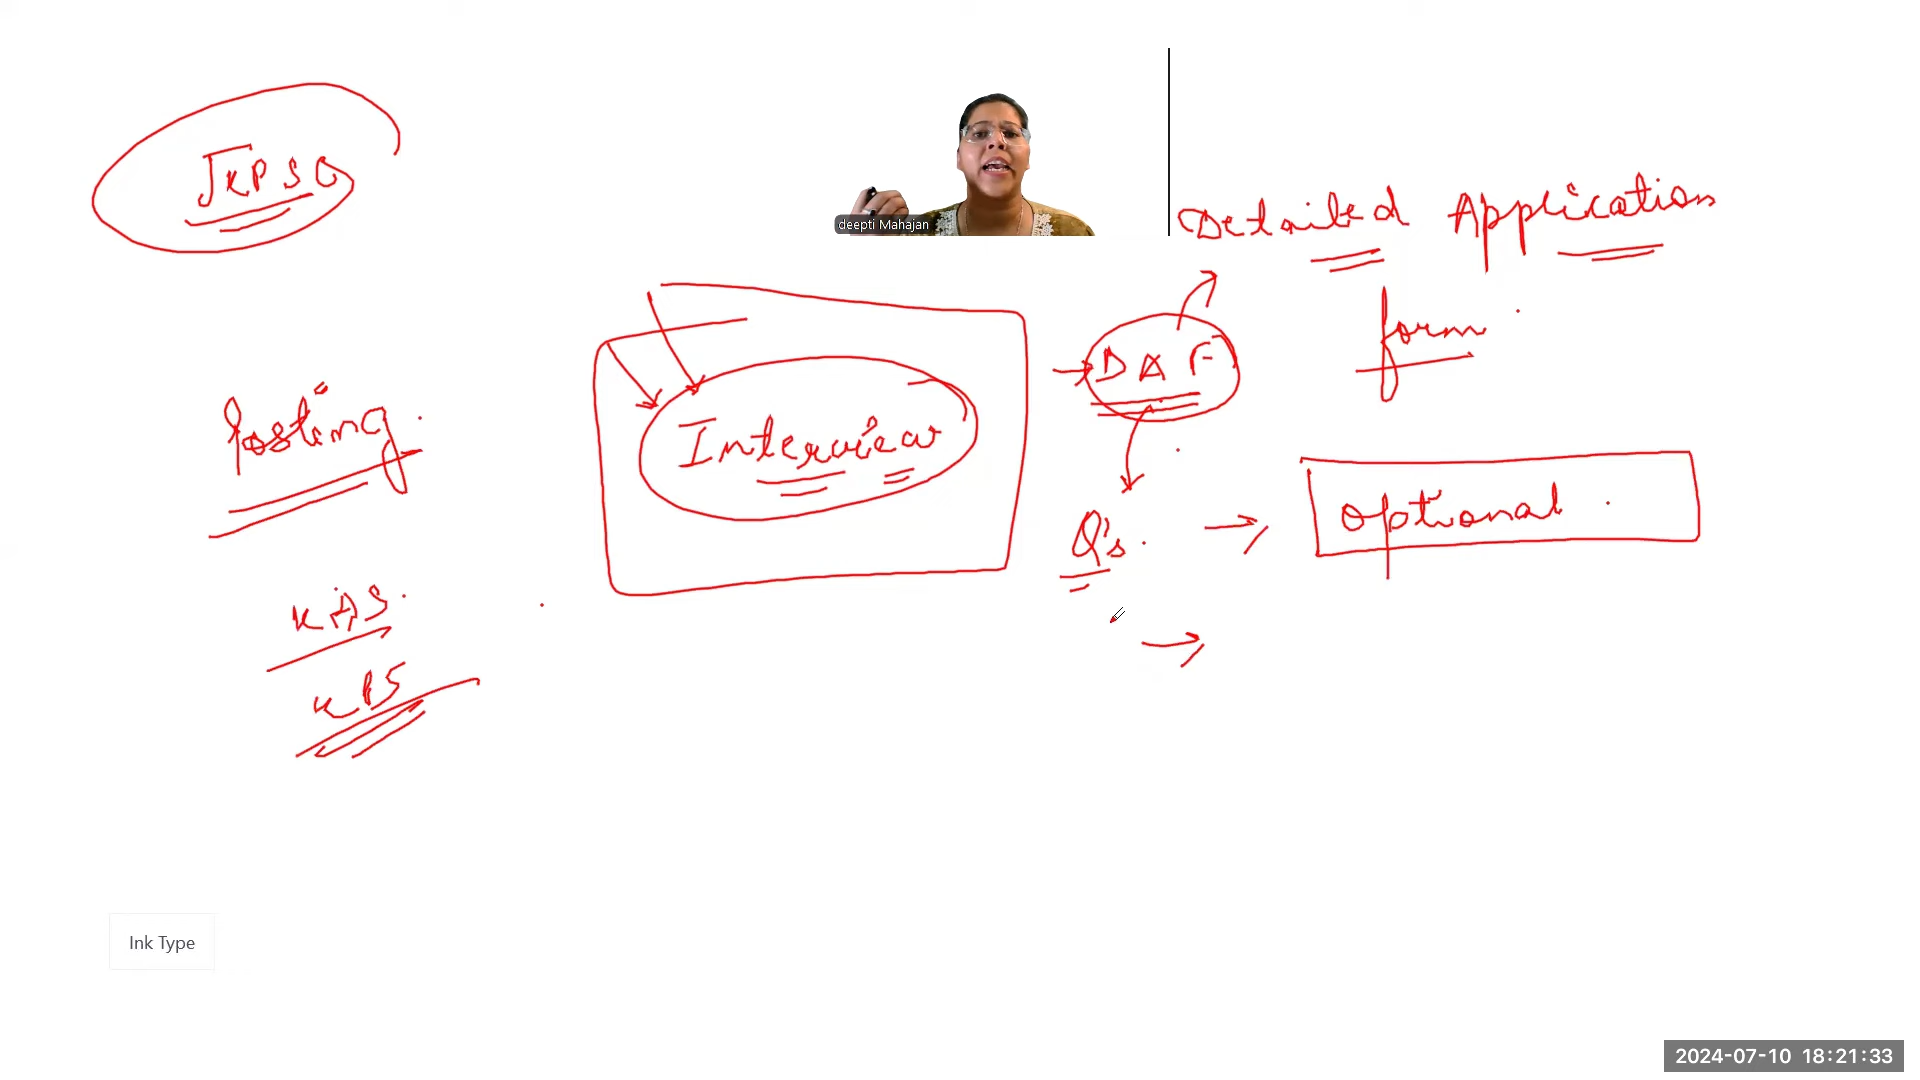 JKPSC
deepti Mahajan
Detailed Application
form
DAF
Interview
Posting
Optional
Q's
KAS
KPS
Ink Type
2024-07-10 18:21:33